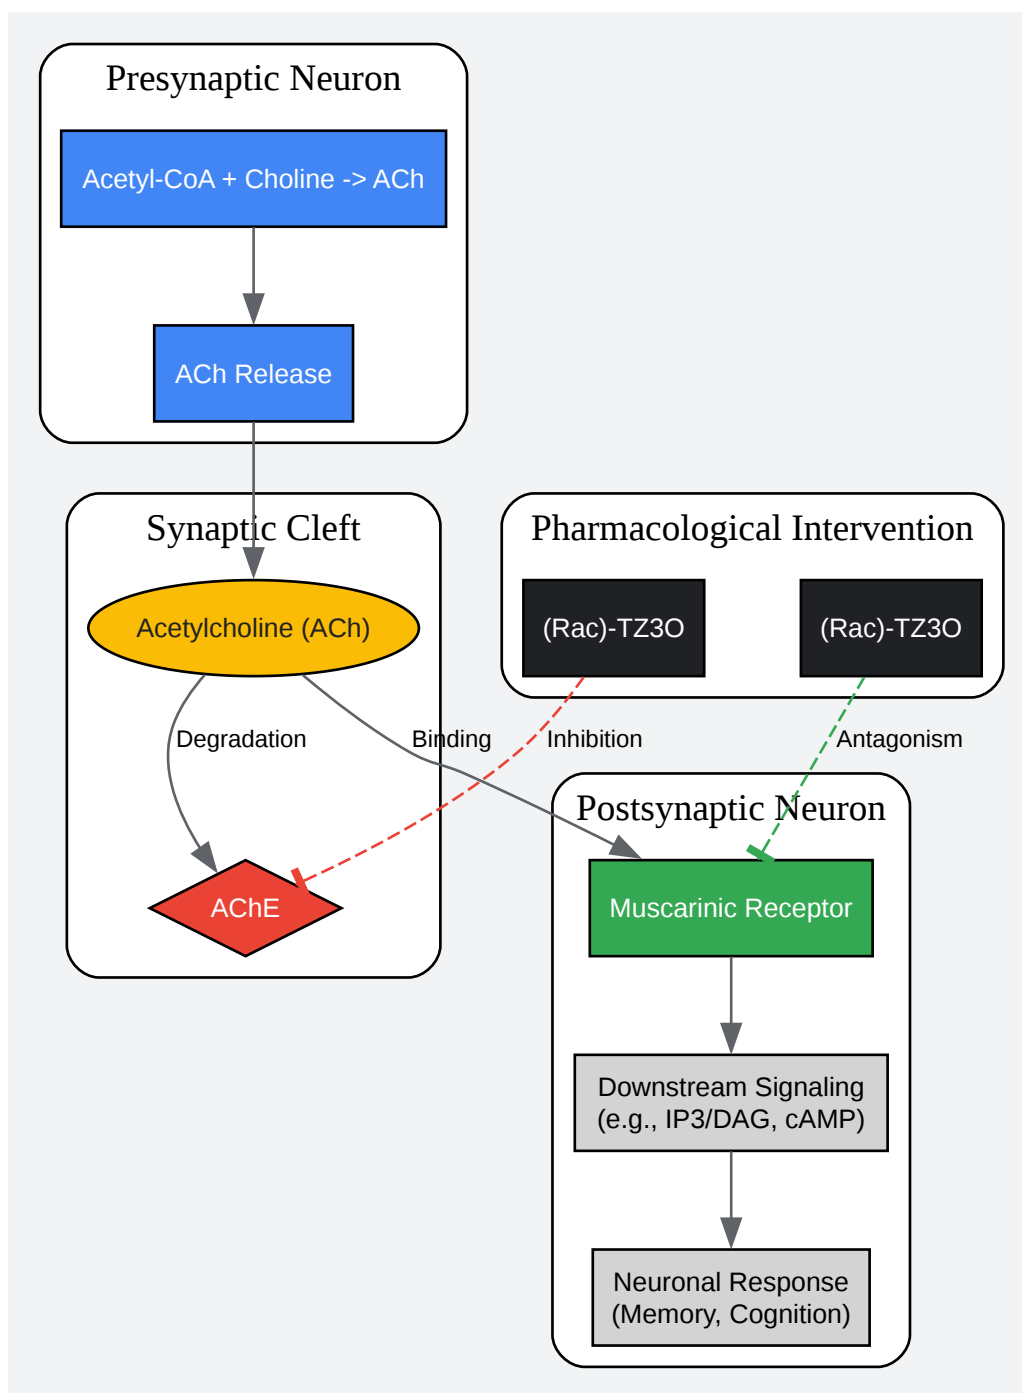 Presynaptic Neuron
Acetyl-CoA + Choline -> ACh
ACh Release
Synaptic Cleft
Acetylcholine (ACh)
Pharmacological Intervention
(Rac)-TZ3O
(Rac)-TZ3O
Degradation
Binding
Inhibition
Antagonism
AChE
Postsynaptic Neuron
Muscarinic Receptor
Downstream Signaling
(e.g., IP3/DAG, cAMP)
Neuronal Response
(Memory, Cognition)